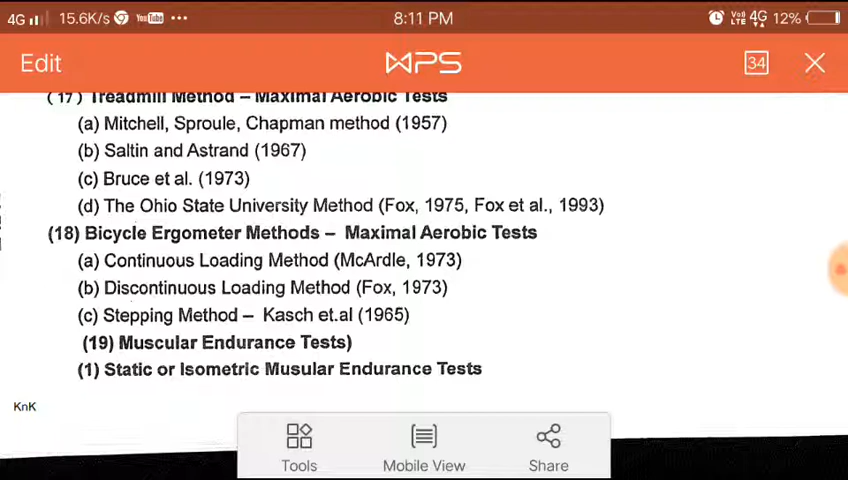 4G 15.6K/s YouTube 8:11 PM VoLTE 4G 12%
Edit WPS 34
(17) Treadmill Method – Maximal Aerobic Tests
(a) Mitchell, Sproule, Chapman method (1957)
(b) Saltin and Astrand (1967)
(c) Bruce et al. (1973)
(d) The Ohio State University Method (Fox, 1975, Fox et al., 1993)
(18) Bicycle Ergometer Methods – Maximal Aerobic Tests
(a) Continuous Loading Method (McArdle, 1973)
(b) Discontinuous Loading Method (Fox, 1973)
(c) Stepping Method – Kasch et.al (1965)
(19) Muscular Endurance Tests)
(1) Static or Isometric Musular Endurance Tests
KnK
Tools Mobile View Share